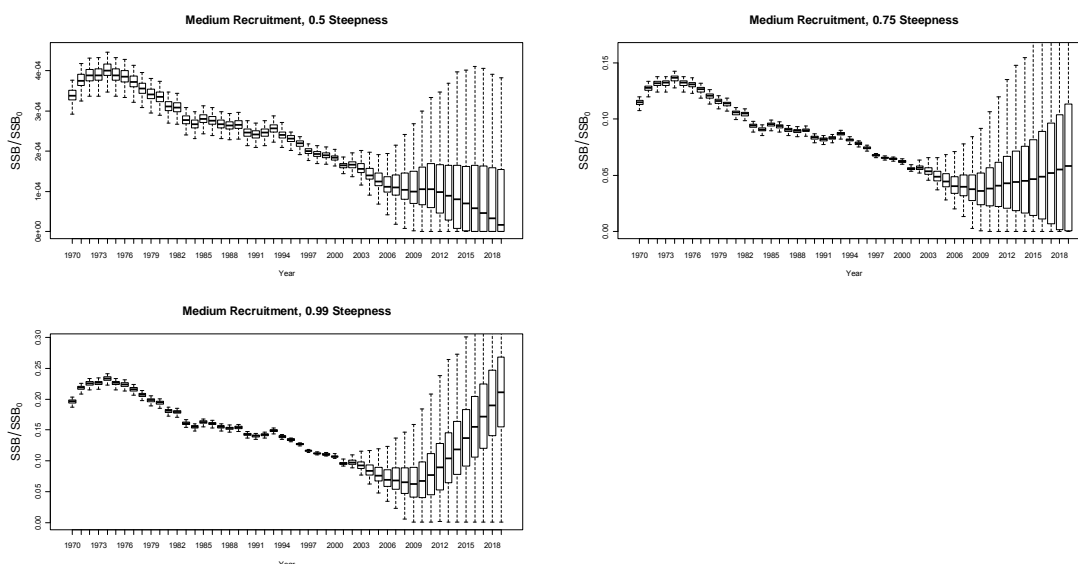 Medium Recruitment, 0.5 Steepness
SSB/SSB₀
4e-04
3e-04
2e-04
1e-04
0e+00
1970 1973 1976 1979 1982 1985 1988 1991 1994 1997 2000 2003 2006 2009 2012 2015 2018
Year
Medium Recruitment, 0.75 Steepness
SSB/SSB₀
0.15
0.10
0.05
0.00
1970 1973 1976 1979 1982 1985 1988 1991 1994 1997 2000 2003 2006 2009 2012 2015 2018
Year
Medium Recruitment, 0.99 Steepness
SSB/SSB₀
0.30
0.25
0.20
0.15
0.10
0.05
0.00
1970 1973 1976 1979 1982 1985 1988 1991 1994 1997 2000 2003 2006 2009 2012 2015 2018
Year